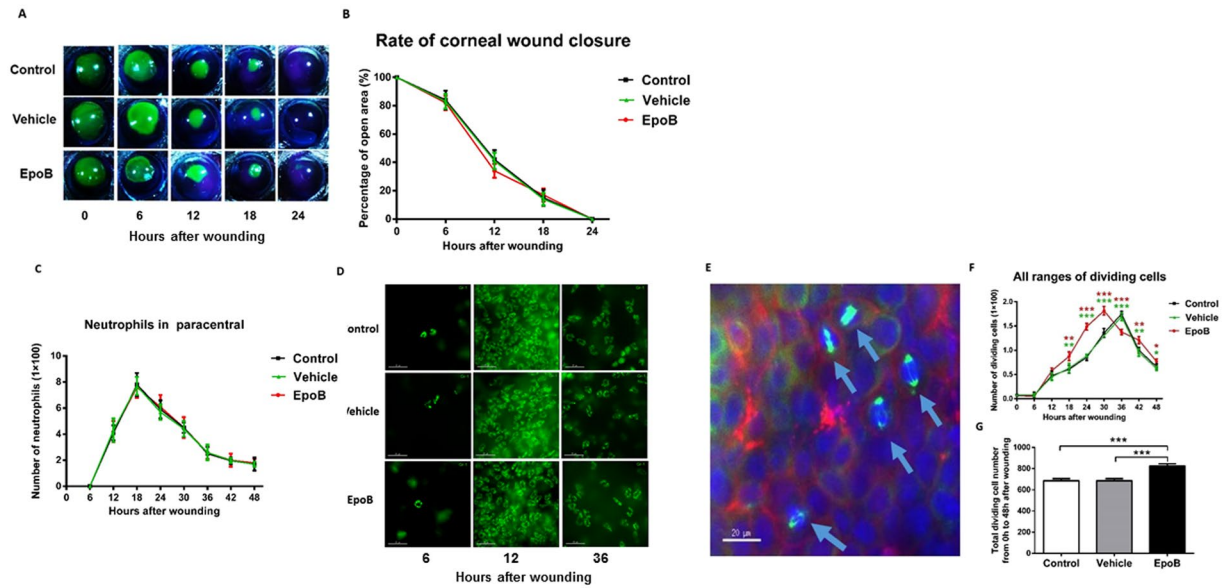 A
Control
Vehicle
EpoB
0 6 12 18 24
Hours after wounding
B
Rate of corneal wound closure
Percentage of open area (%)
100
80
60
40
20
0
0 6 12 18 24
Hours after wounding
Control
Vehicle
EpoB
C
Neutrophils in paracentral
Number of neutrophils (1×100)
10
8
6
4
2
0
0 6 12 18 24 30 36 42 48
Hours after wounding
Control
Vehicle
EpoB
D
ontrol
ehicle
EpoB
6 12 36
Hours after wounding
E
20 μm
F
All ranges of dividing cells
Number of dividing cells (1×100)
2.0
1.5
1.0
0.5
0.0
0 6 12 18 24 30 36 42 48
Hours after wounding
** *** *** *** ** *
** *** *** *** ** *
Control
Vehicle
EpoB
G
Total dividing cell number
from 0h to 48h after wounding
1000
800
600
400
200
0
***
***
Control Vehicle EpoB